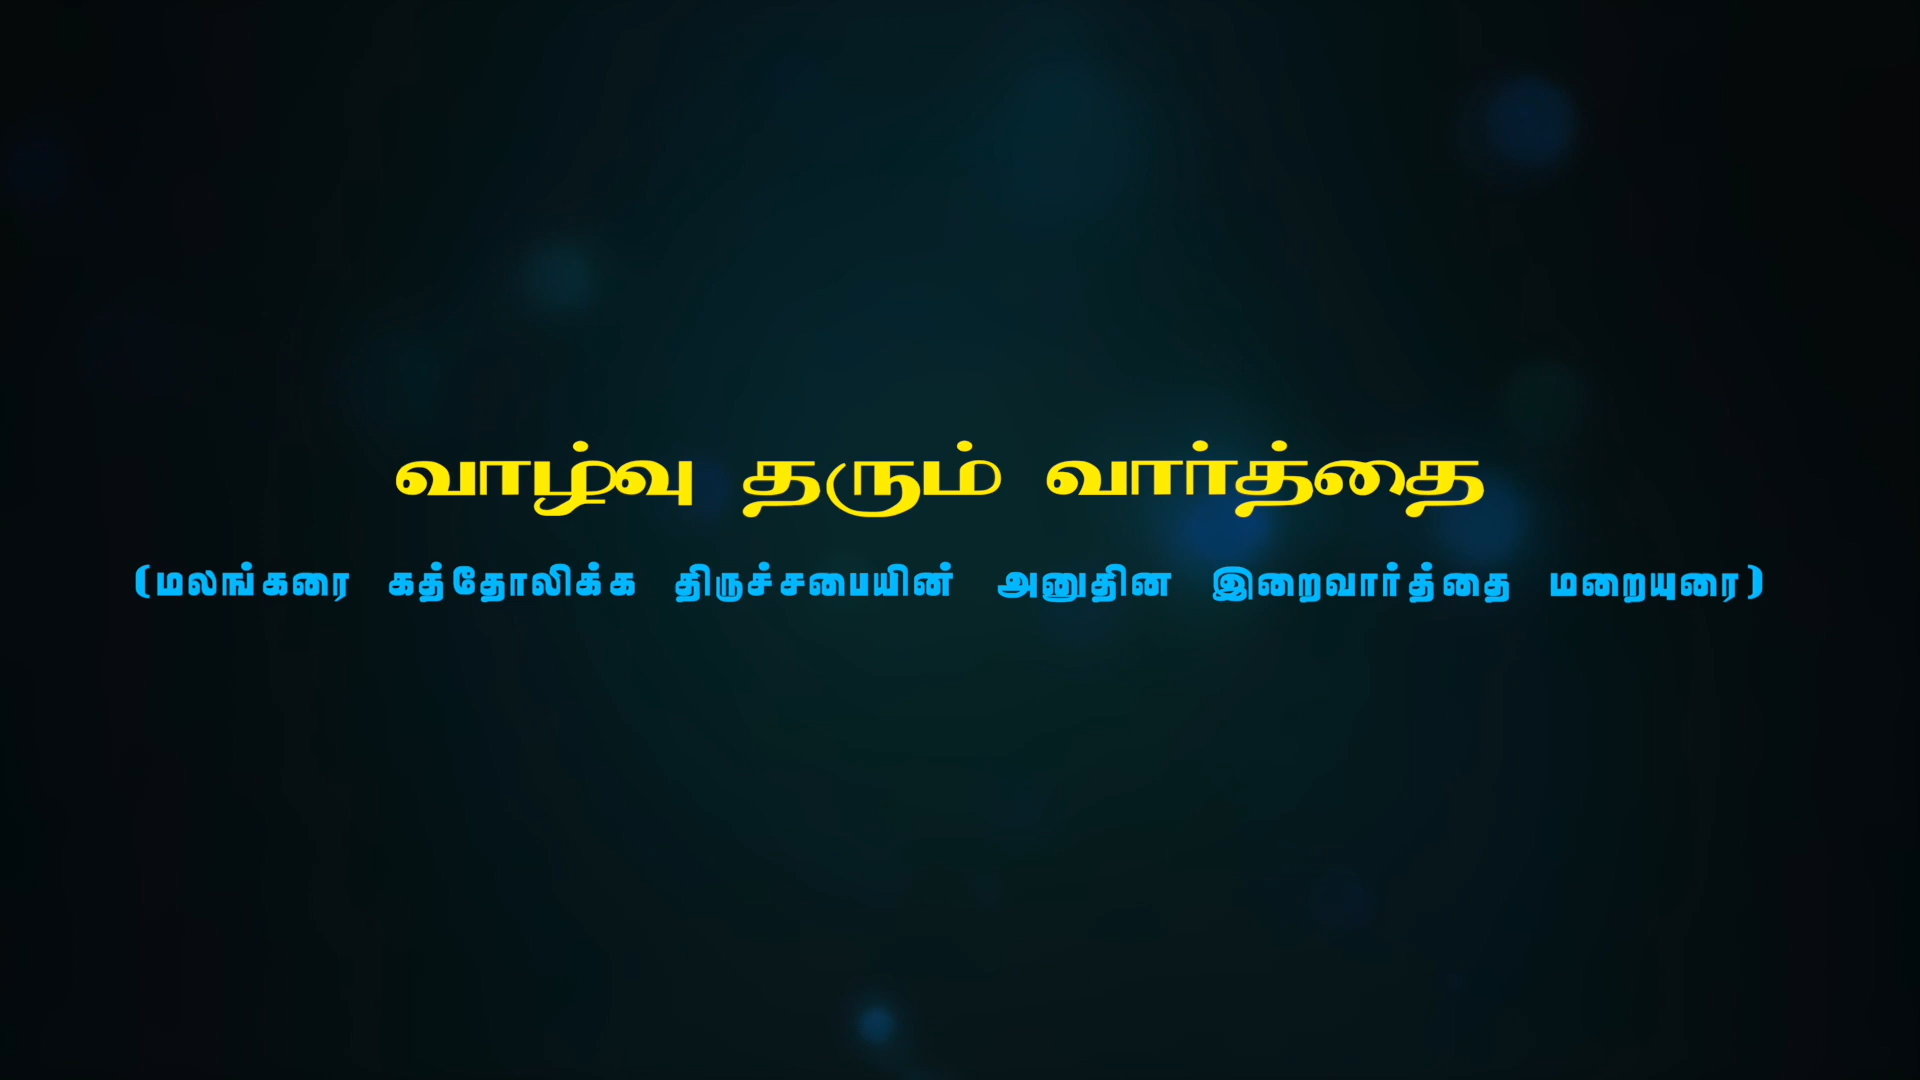 வாழ்வு தரும் வார்த்தை
(மலங்கரை கத்தோலிக்க திருச்சபையின் அனுதின இறைவார்த்தை மறையுரை)